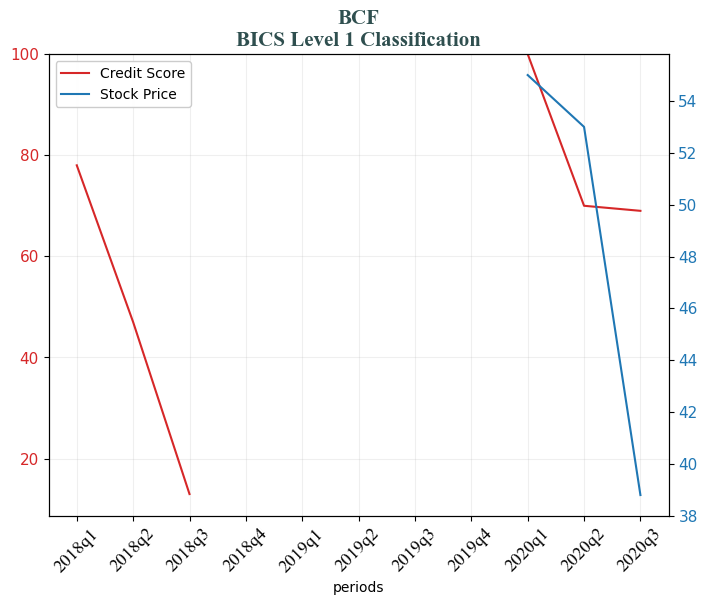 BCF
BICS Level 1 Classification
Credit Score
Stock Price
100
80
60
40
20
54
52
50
48
46
44
42
40
38
2018q1
2018q2
2018q3
2018q4
2019q1
2019q2
2019q3
2019q4
2020q1
2020q2
2020q3
periods